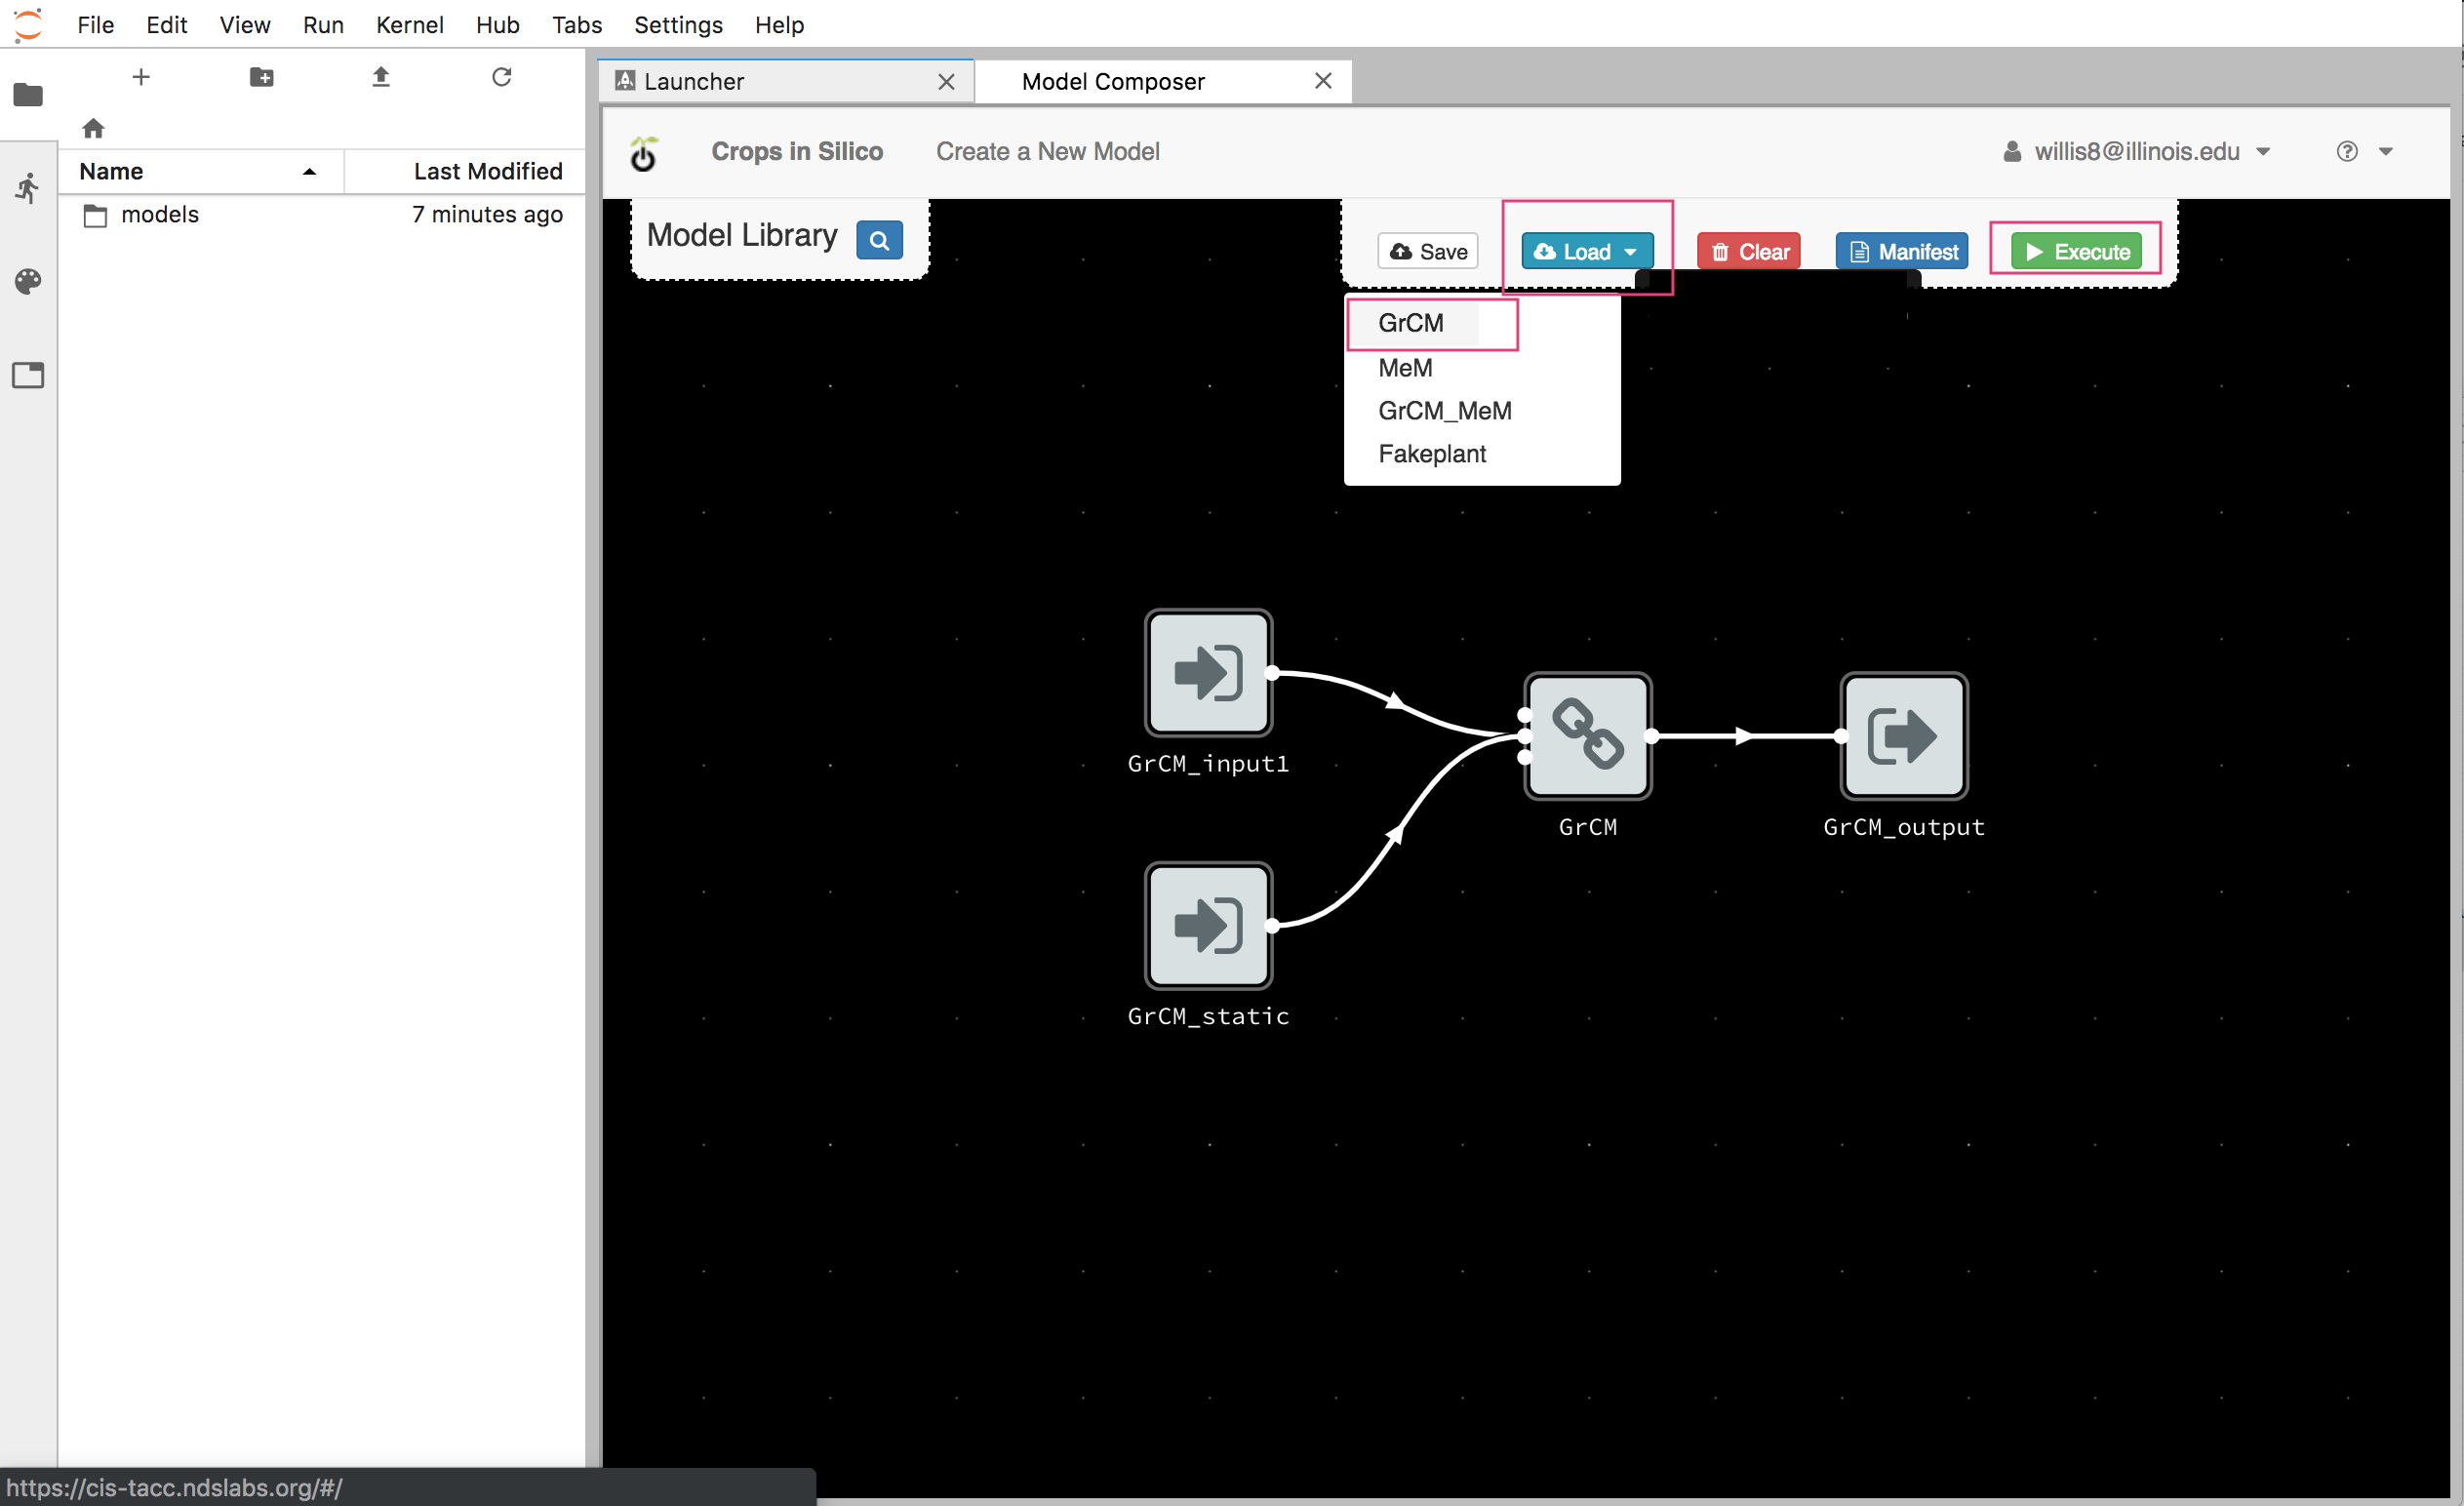 File Edit View Run Kernel Hub Tabs Settings Help
Launcher Model Composer
Crops in Silico Create a New Model willis8@illinois.edu
Name Last Modified
models 7 minutes ago
Model Library
Save Load Clear Manifest Execute
GrCM
MeM
GrCM_MeM
Fakeplant
GrCM_input1
GrCM
GrCM_output
GrCM_static
https://cis-tacc.ndslabs.org/#/